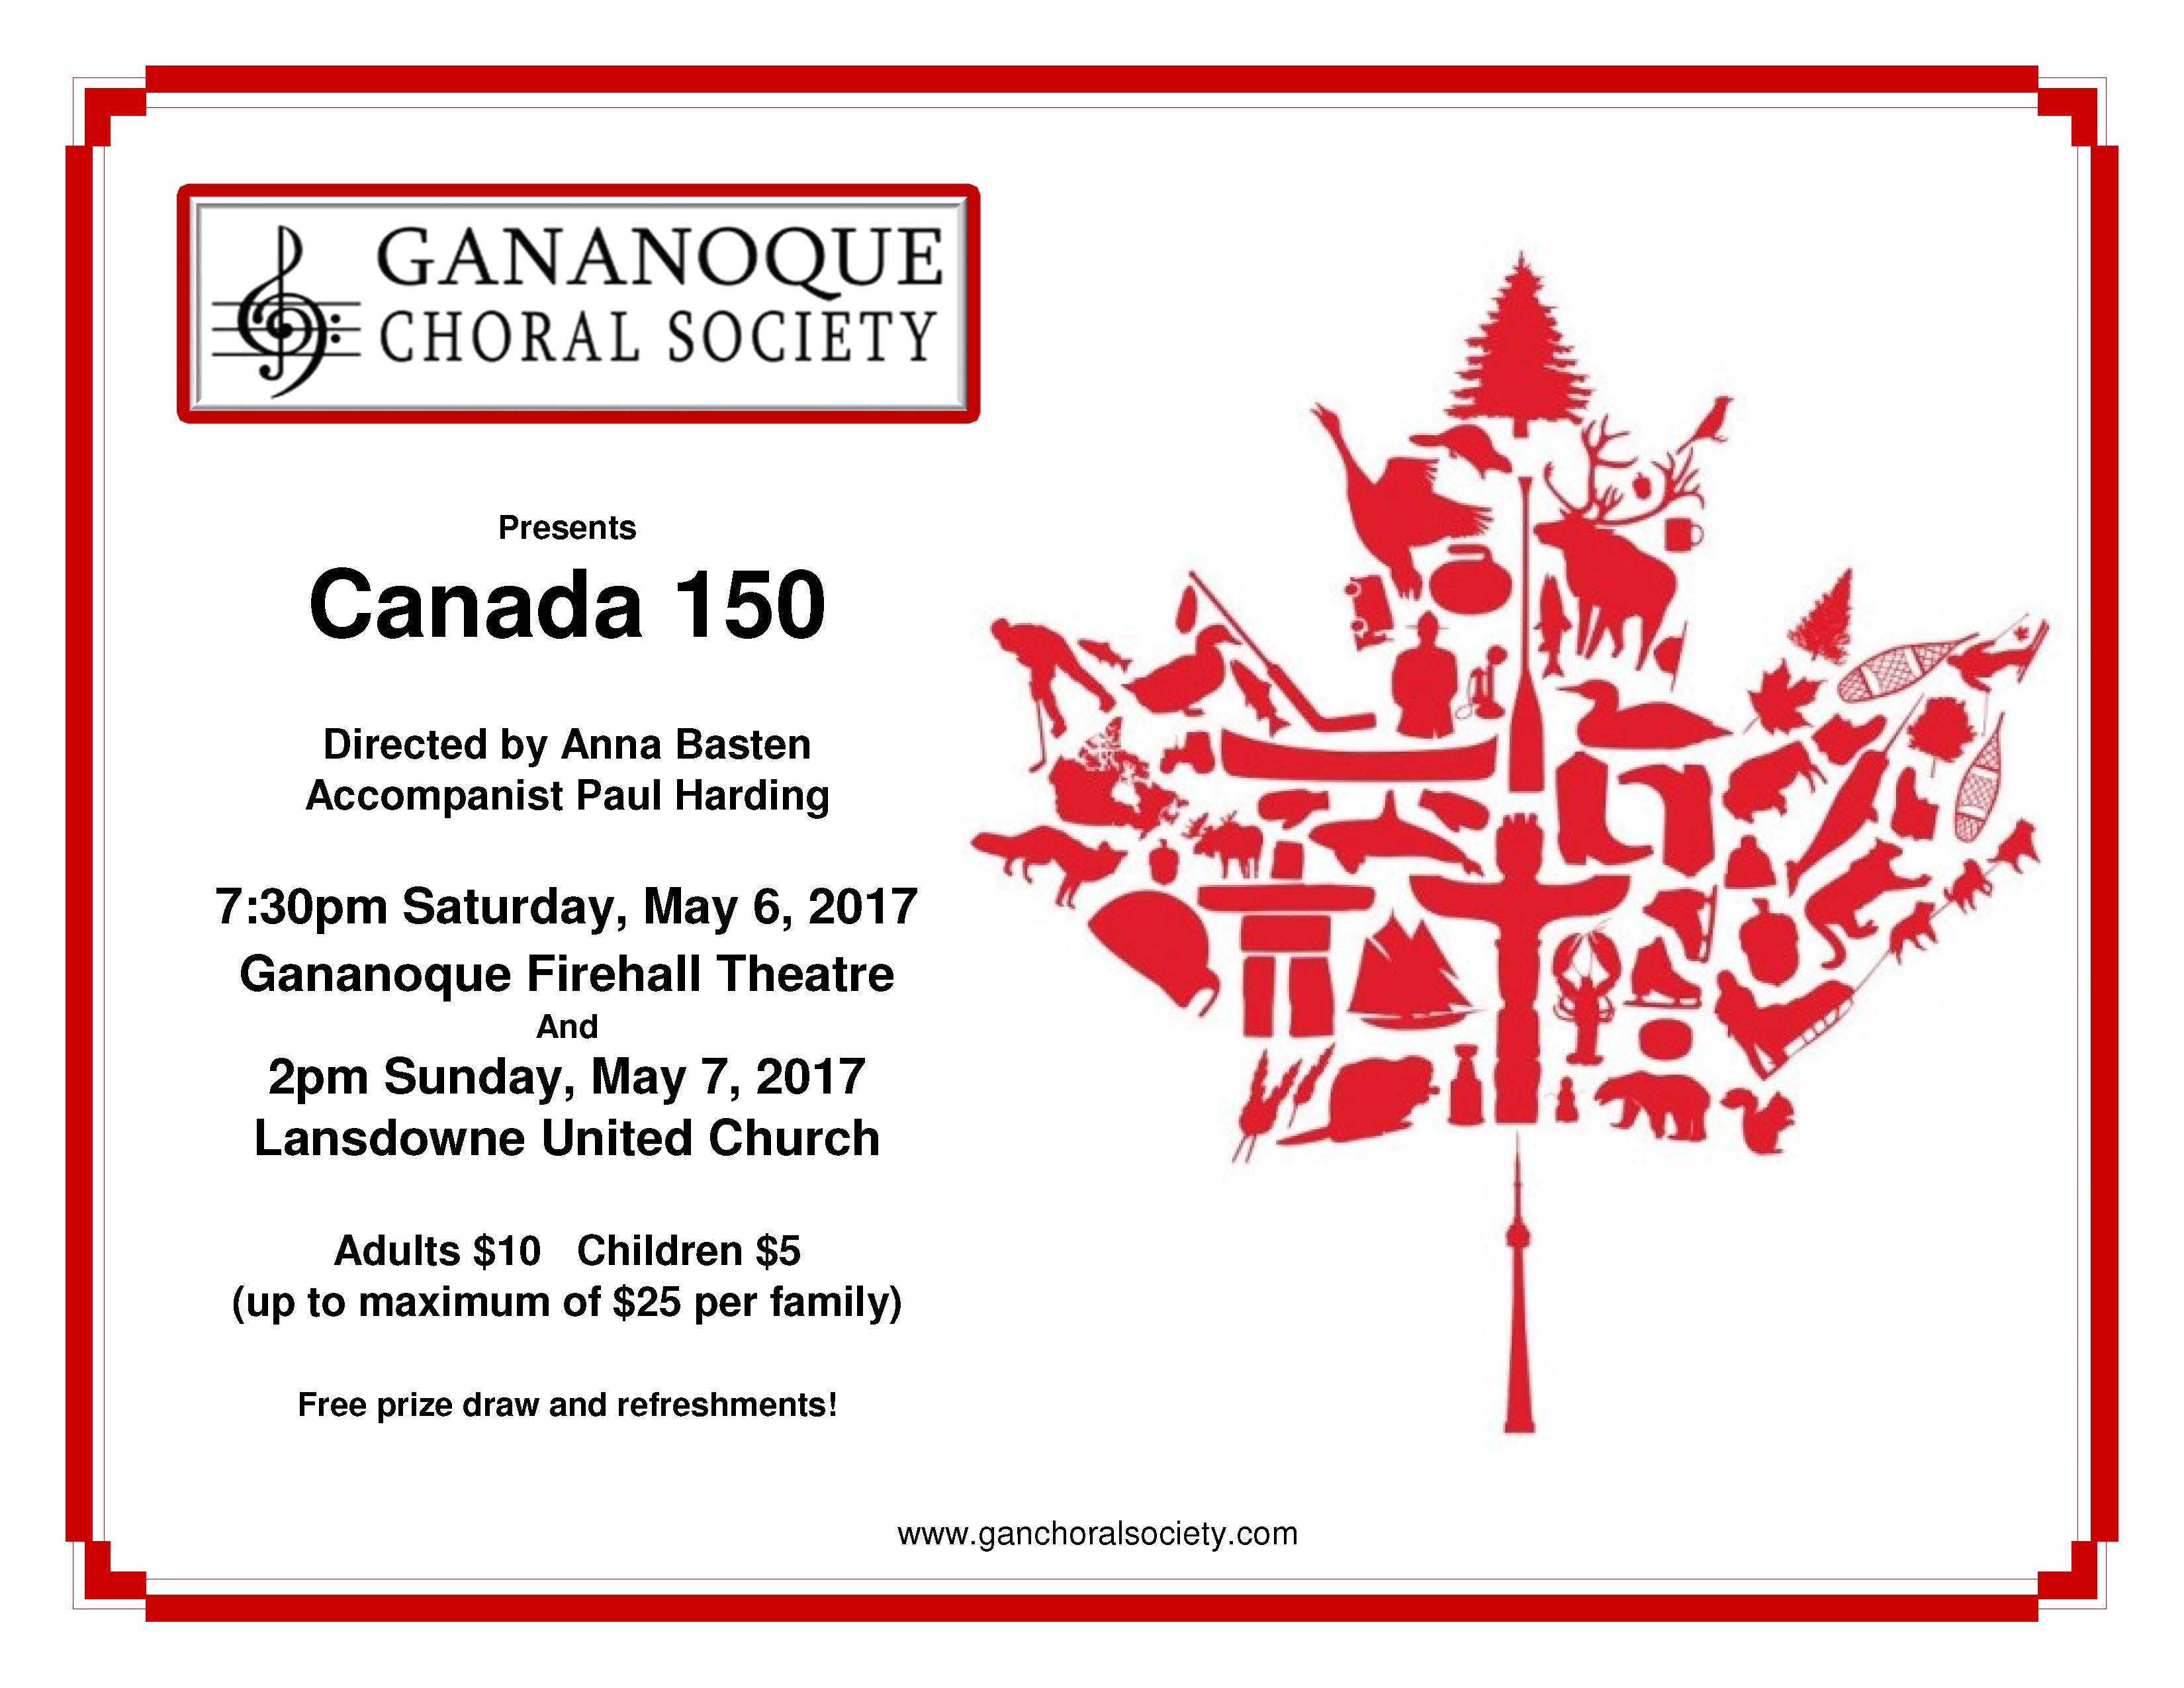 GANANOQUE
CHORAL SOCIETY
Presents
Canada 150
Directed by Anna Basten
Accompanist Paul Harding
7:30pm Saturday, May 6, 2017
Gananoque Firehall Theatre
And
2pm Sunday, May 7, 2017
Lansdowne United Church
Adults $10 Children $5
(up to maximum of $25 per family)
Free prize draw and refreshments!
www.ganchoralsociety.com